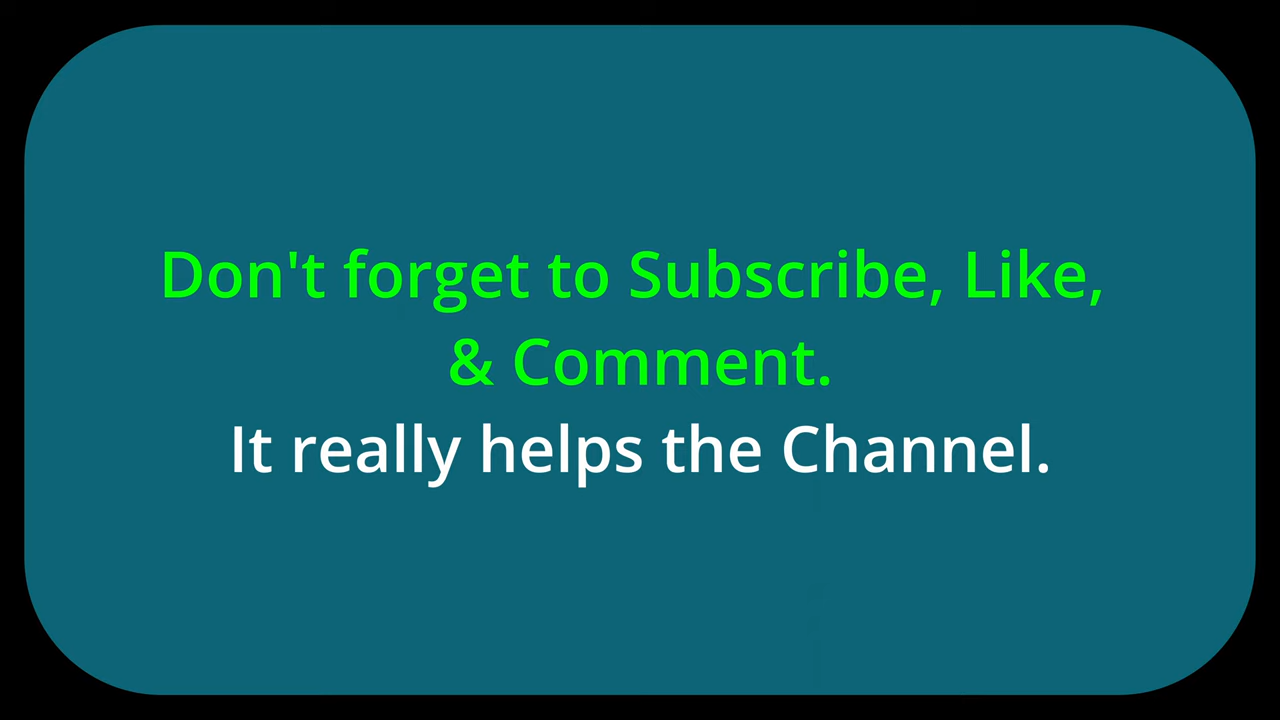 Don't forget to Subscribe, Like,
& Comment.
It really helps the Channel.